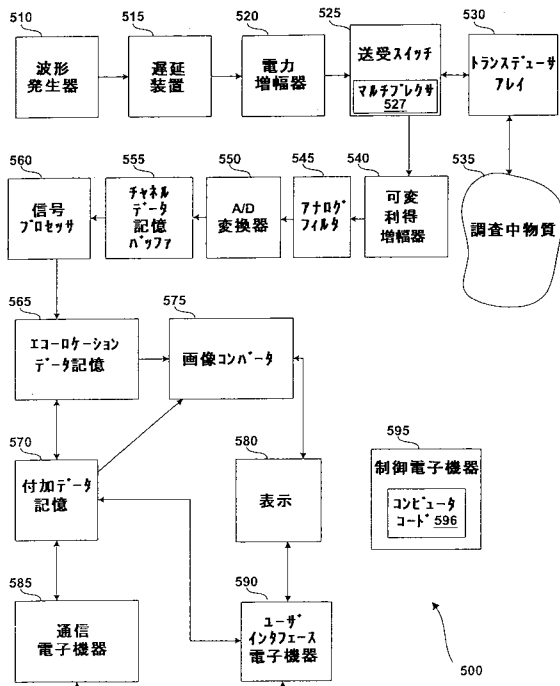 510
波形
発生器
515
遅延
装置
520
電力
増幅器
525
送受スイッチ
マルチプレクサ
527
530
トランスデューサ
アレイ
560
信号
プロセッサ
555
チャネル
データ
記憶
バッファ
550
A/D
変換器
545
アナログ
フィルタ
540
可変
利得
増幅器
535
調査中物質
565
エコーロケーション
データ記憶
575
画像コンバータ
570
付加データ
記憶
580
表示
595
制御電子機器
コンピュータ
コード 596
585
通信
電子機器
590
ユーザ
インタフェース
電子機器
500